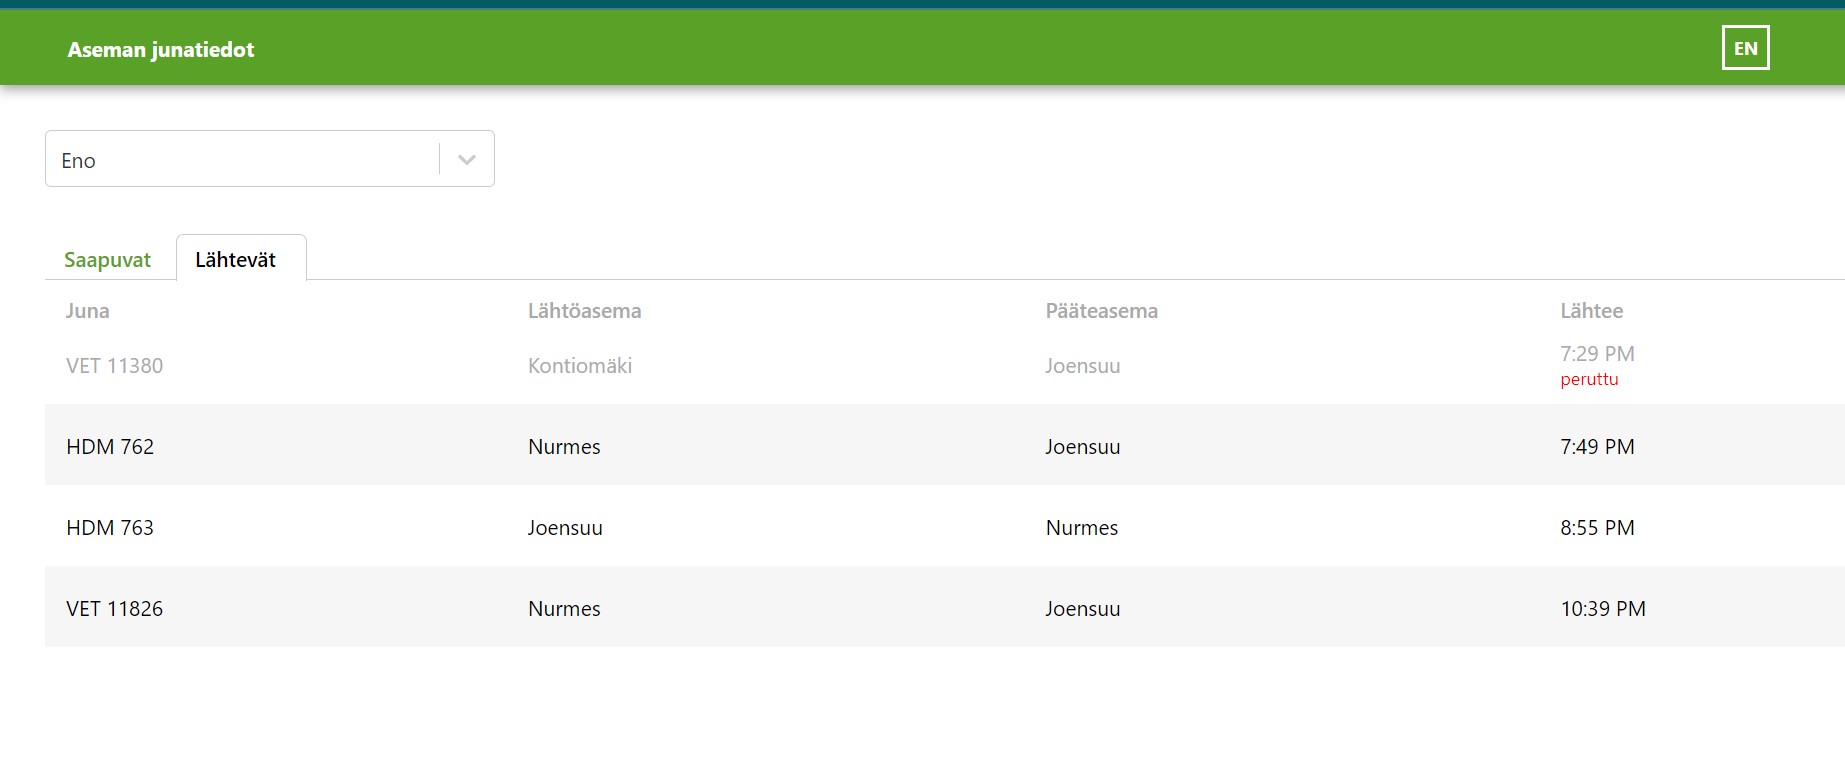 Aseman junatiedot EN
Eno
Saapuvat Lähtevät
Juna Lähtöasema Pääteasema Lähtee
VET 11380 Kontiomäki Joensuu 7:29 PM
peruttu
HDM 762 Nurmes Joensuu 7:49 PM
HDM 763 Joensuu Nurmes 8:55 PM
VET 11826 Nurmes Joensuu 10:39 PM